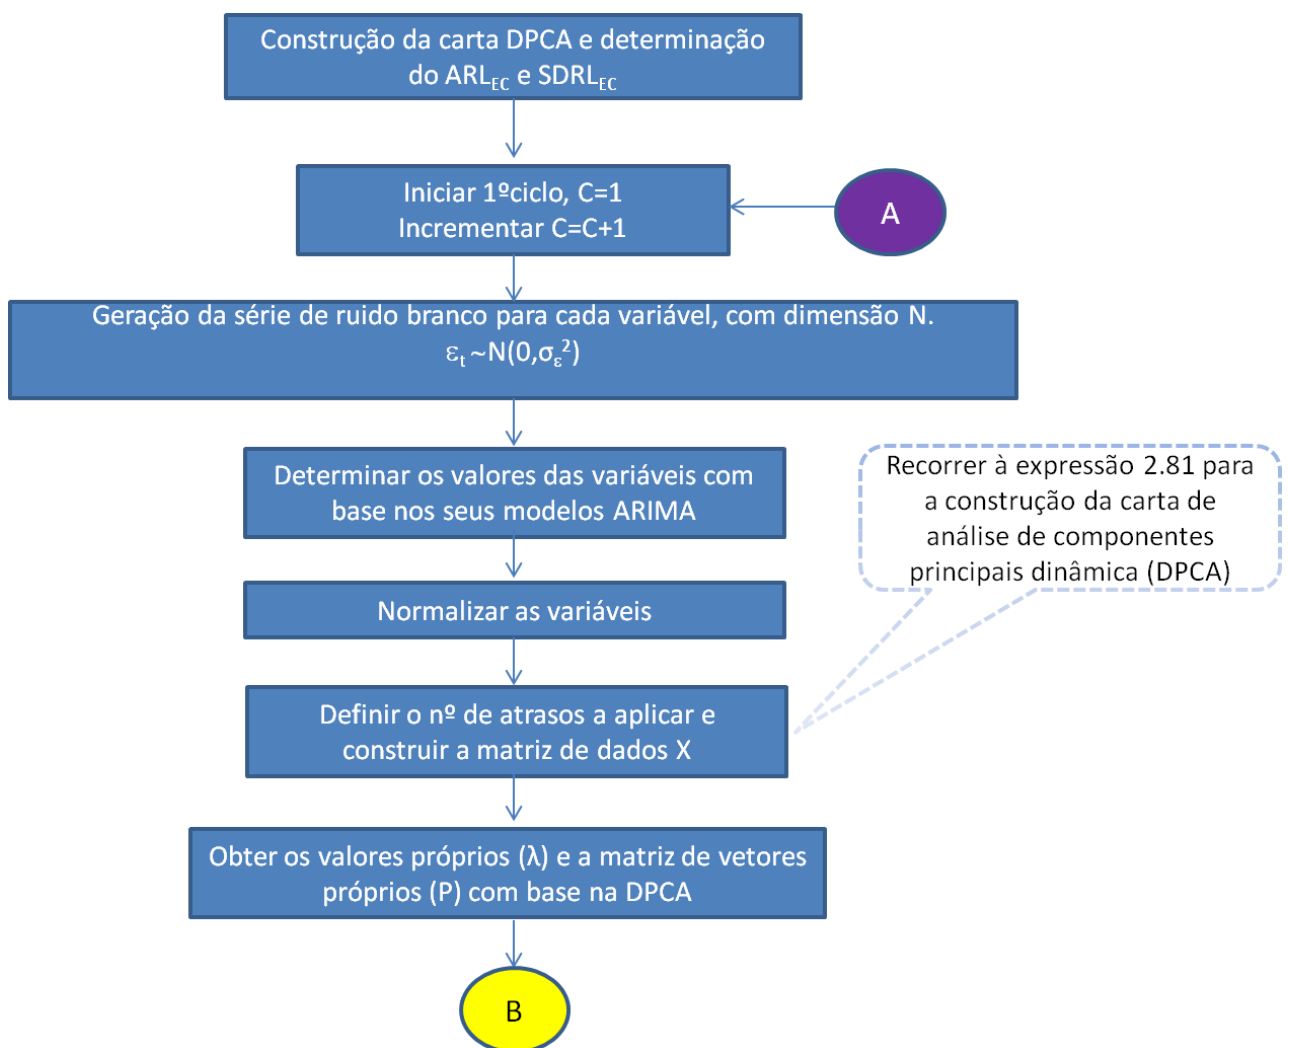 Construção da carta DPCA e determinação
do ARL_EC e SDRL_EC
Iniciar 1ºciclo, C=1
Incrementar C=C+1
A
Geração da série de ruido branco para cada variável, com dimensão N.
εₜ ~N(0,σ_ε²)
Determinar os valores das variáveis com
base nos seus modelos ARIMA
Recorrer à expressão 2.81 para
a construção da carta de
análise de componentes
principais dinâmica (DPCA)
Normalizar as variáveis
Definir o nº de atrasos a aplicar e
construir a matriz de dados X
Obter os valores próprios (λ) e a matriz de vetores
próprios (P) com base na DPCA
B